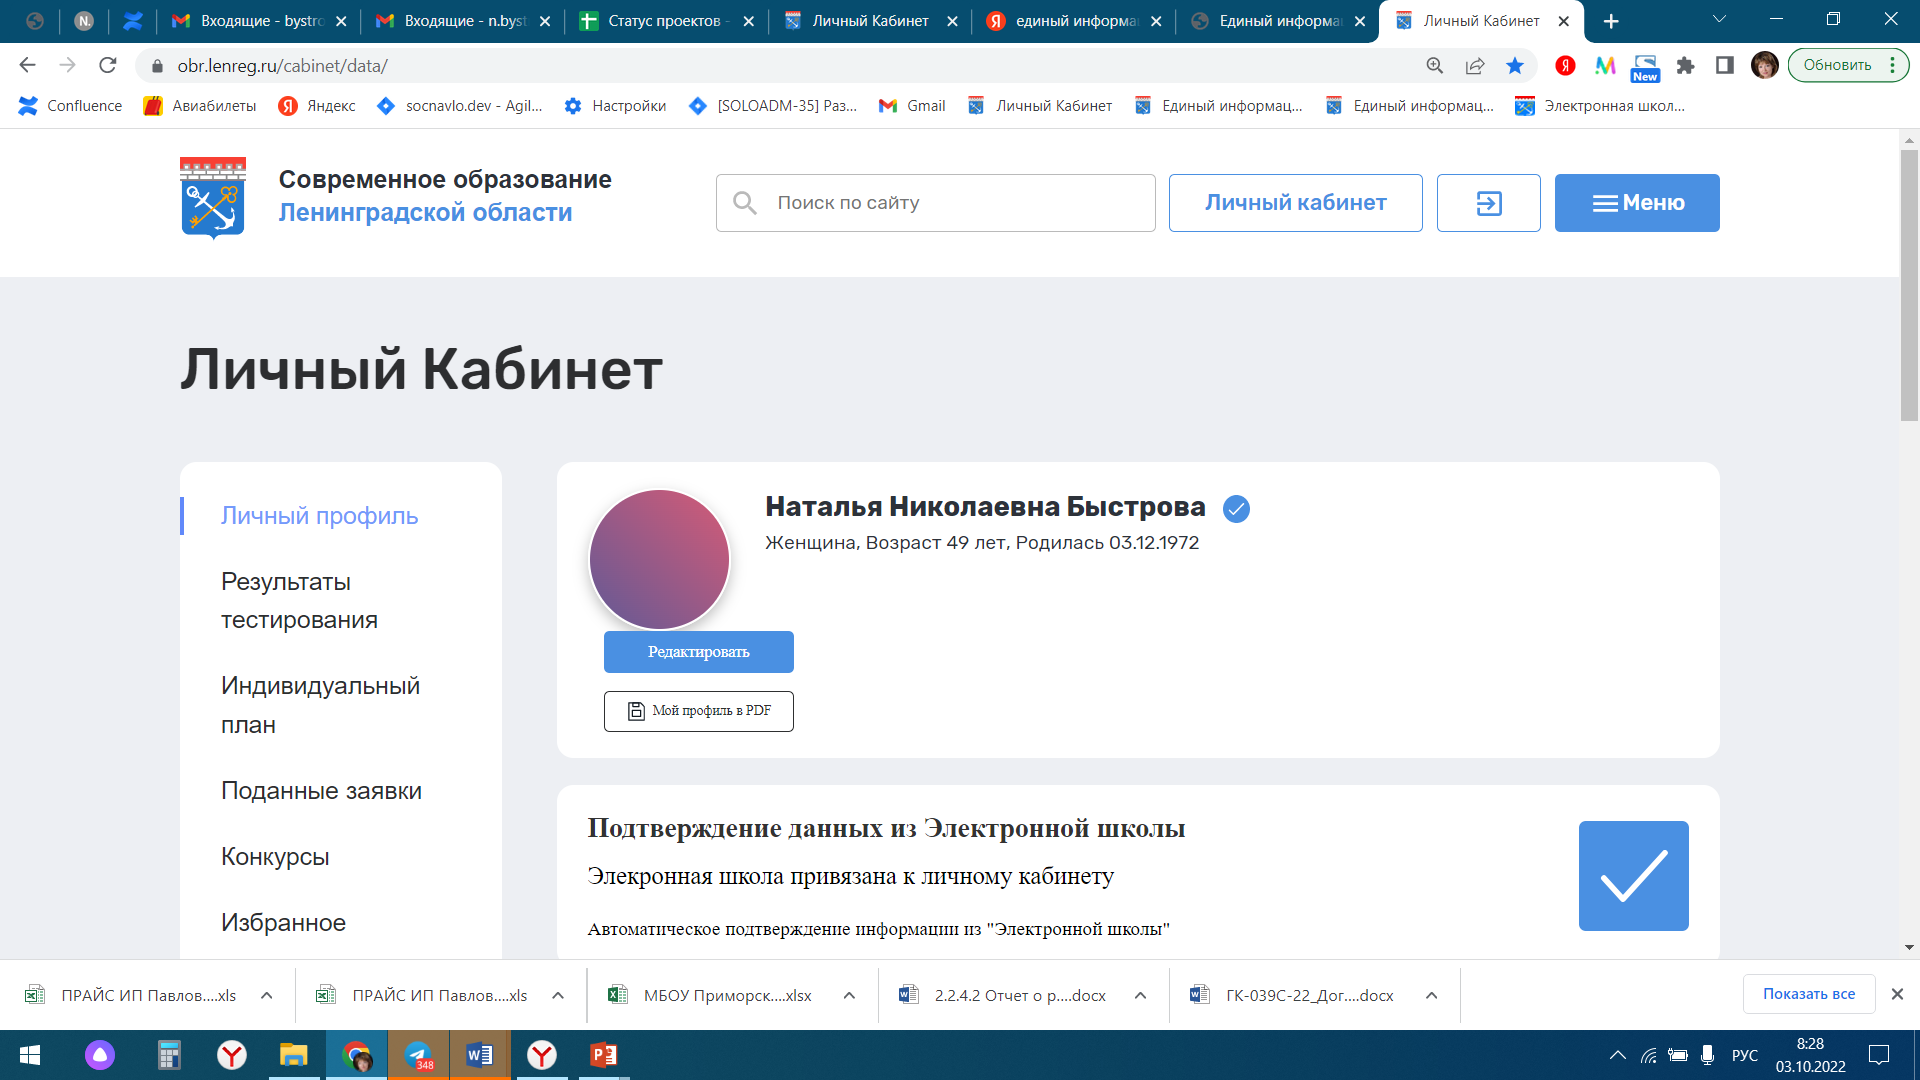 N.
Входящие - bystro
Входящие - n.byst
Статус проектов -
Личный Кабинет
единый информа
Единый информа
Личный Кабинет
obr.lenreg.ru/cabinet/data/
New
Обновить
Confluence
Авиабилеты
Яндекс
socnavlo.dev - Agil...
Настройки
[SOLOADM-35] Раз...
Gmail
Личный Кабинет
Единый информац...
Единый информац...
Электронная школ...
Современное образование
Ленинградской области
Поиск по сайту
Личный кабинет
Меню
Личный Кабинет
Личный профиль
Результаты
тестирования
Индивидуальный
план
Поданные заявки
Конкурсы
Избранное
Наталья Николаевна Быстрова
Женщина, Возраст 49 лет, Родилась 03.12.1972
Редактировать
Мой профиль в PDF
Подтверждение данных из Электронной школы
Элекронная школа привязана к личному кабинету
Автоматическое подтверждение информации из "Электронной школы"
ПРАЙС ИП Павлов....xls
ПРАЙС ИП Павлов....xls
МБОУ Приморск....xlsx
2.2.4.2 Отчет о р....docx
ГК-039С-22_Дог....docx
Показать все
348
РУС
8:28
03.10.2022